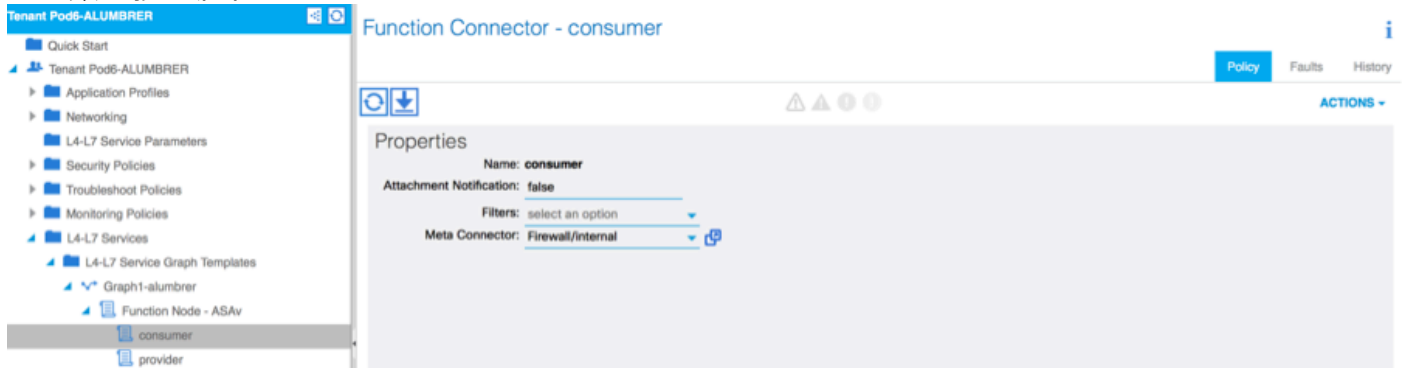 Tenant Pod6-ALUMBRER
Quick Start
Tenant Pod6-ALUMBRER
Application Profiles
Networking
L4-L7 Service Parameters
Security Policies
Troubleshoot Policies
Monitoring Policies
L4-L7 Services
L4-L7 Service Graph Templates
Graph1-alumbrer
Function Node - ASAv
consumer
provider
Function Connector - consumer
i
Policy Faults History
ACTIONS
Properties
Name: consumer
Attachment Notification: false
Filters: select an option
Meta Connector: Firewall/internal